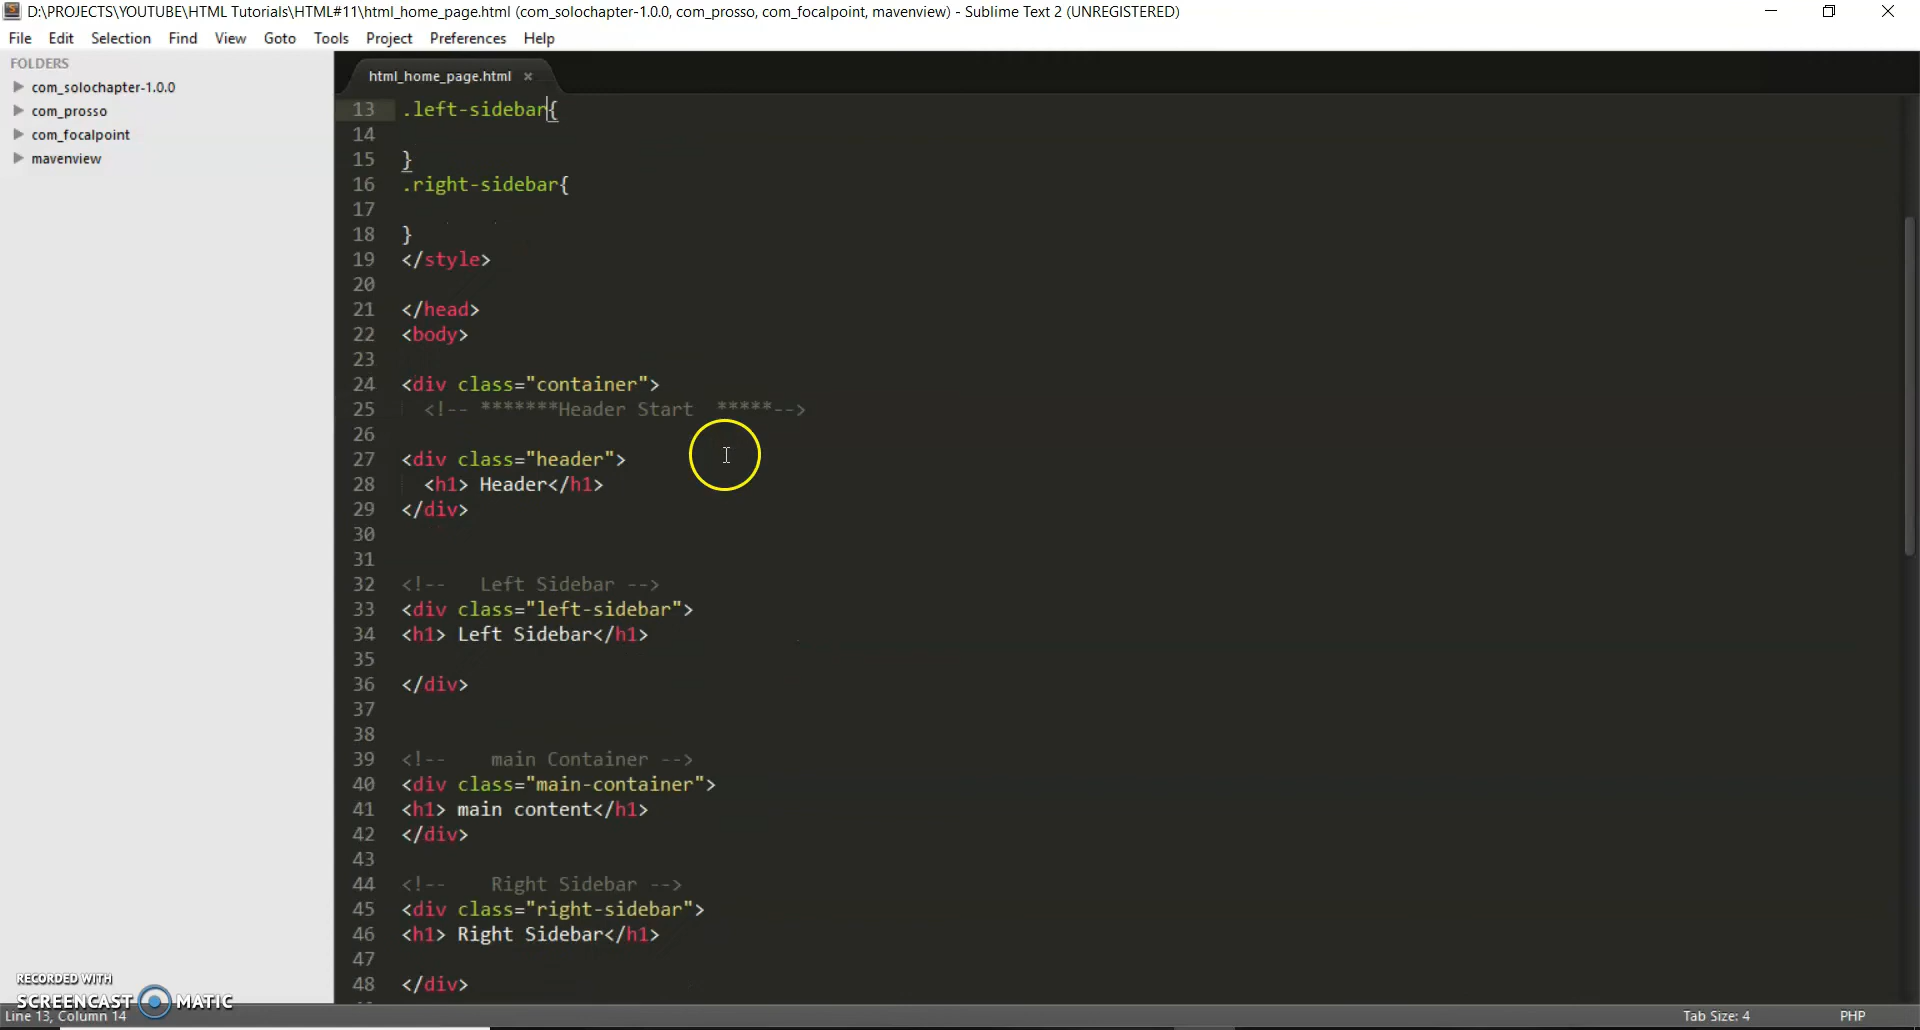 D:\PROJECTS\YOUTUBE\HTML Tutorials\HTML#11\html_home_page.html (com_solochapter-1.0.0, com_prosso, com_focalpoint, mavenview) - Sublime Text 2 (UNREGISTERED)
File Edit Selection Find View Goto Tools Project Preferences Help
FOLDERS
com_solochapter-1.0.0
com_prosso
com_focalpoint
mavenview
html_home_page.html ×
13 .left-sidebar{
14
15 }
16 .right-sidebar{
17
18 }
19 </style>
20
21 </head>
22 <body>
23
24 <div class="container">
25 <!-- *******Header Start  *****-->
26
27 <div class="header">
28 <h1> Header</h1>
29 </div>
30
31
32 <!--   Left Sidebar -->
33 <div class="left-sidebar">
34 <h1> Left Sidebar</h1>
35
36 </div>
37
38
39 <!--    main Container -->
40 <div class="main-container">
41 <h1> main content</h1>
42 </div>
43
44 <!--    Right Sidebar -->
45 <div class="right-sidebar">
46 <h1> Right Sidebar</h1>
47
48 </div>
RECORDED WITH
SCREENCAST MATIC
Line 13, Column 14
Tab Size: 4 PHP